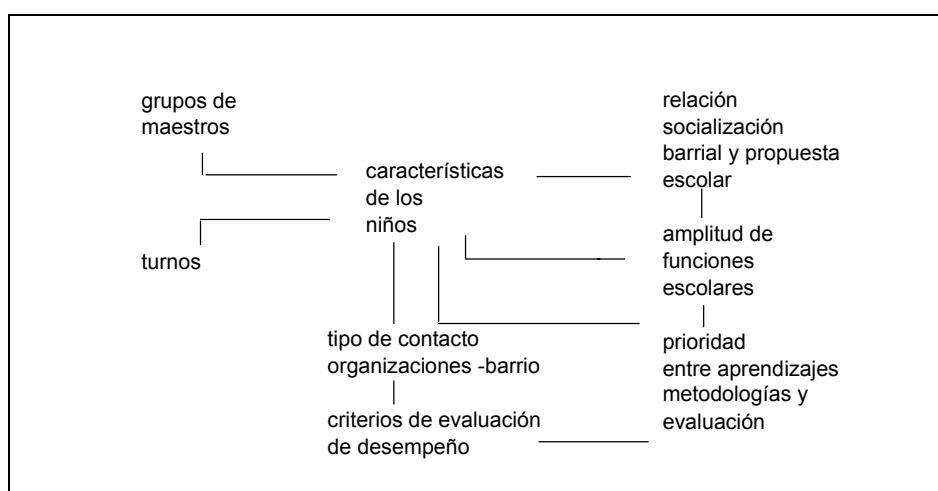 grupos de
maestros
turnos
característícas
de los
niños
tipo de contacto
organizaciones -barrio
criterios de evaluación
de desempeño
relación
socialización
barrial y propuesta
escolar
amplitud de
funciones
escolares
prioridad
entre aprendizajes
metodologías y
evaluación